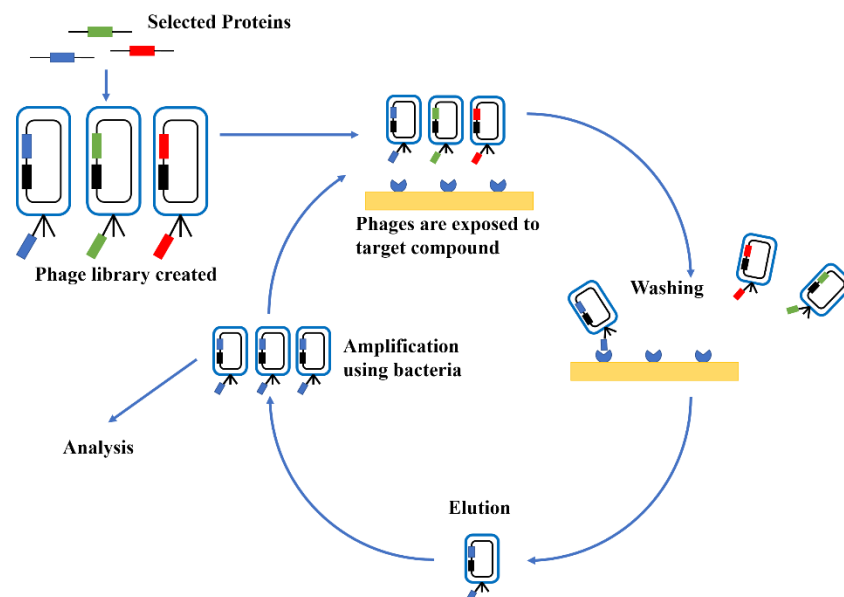 Selected Proteins
Phage library created
Phages are exposed to
target compound
Washing
Elution
Amplification
using bacteria
Analysis